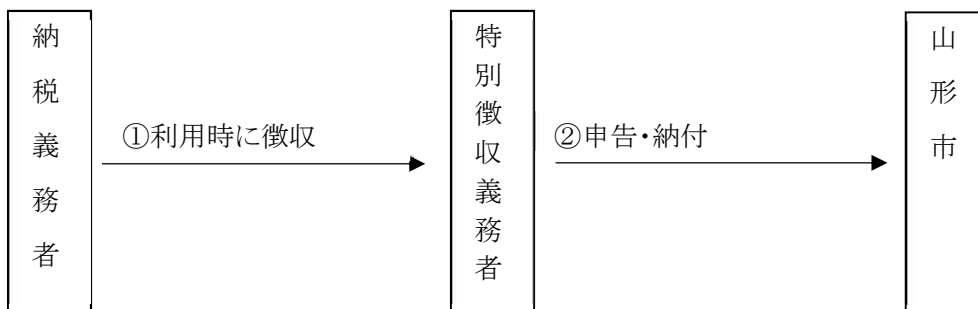 納税義務者
①利用時に徴収
特別徴収義務者
②申告・納付
山形市